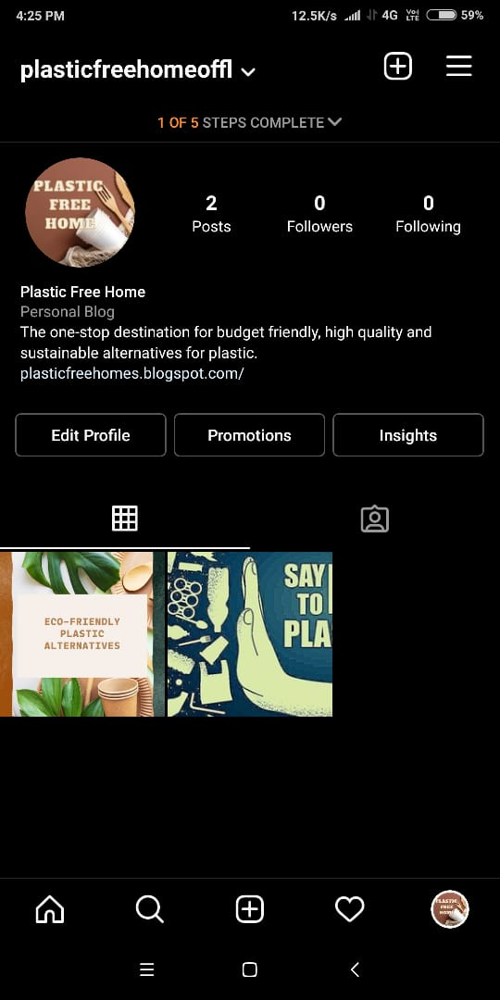 4:25 PM
12.5K/s 4G Vo) LTE 59%
plasticfreehomeoffl
1 OF 5 STEPS COMPLETE
PLASTIC
FREE
HOME
2
Posts
0
Followers
0
Following
Plastic Free Home
Personal Blog
The one-stop destination for budget friendly, high quality and
sustainable alternatives for plastic.
plasticfreehomes.blogspot.com/
Edit Profile
Promotions
Insights
ECO-FRIENDLY
PLASTIC
ALTERNATIVES
SAY
TO
PLA
PLASTIC
FREE
HOME